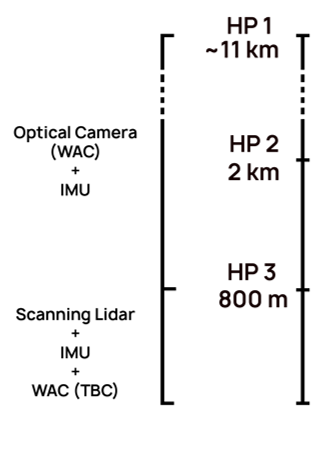 HP 1
~11 km
Optical Camera
(WAC)
+
IMU
HP 2
2 km
HP 3
800 m
Scanning Lidar
+
IMU
+
WAC (TBC)